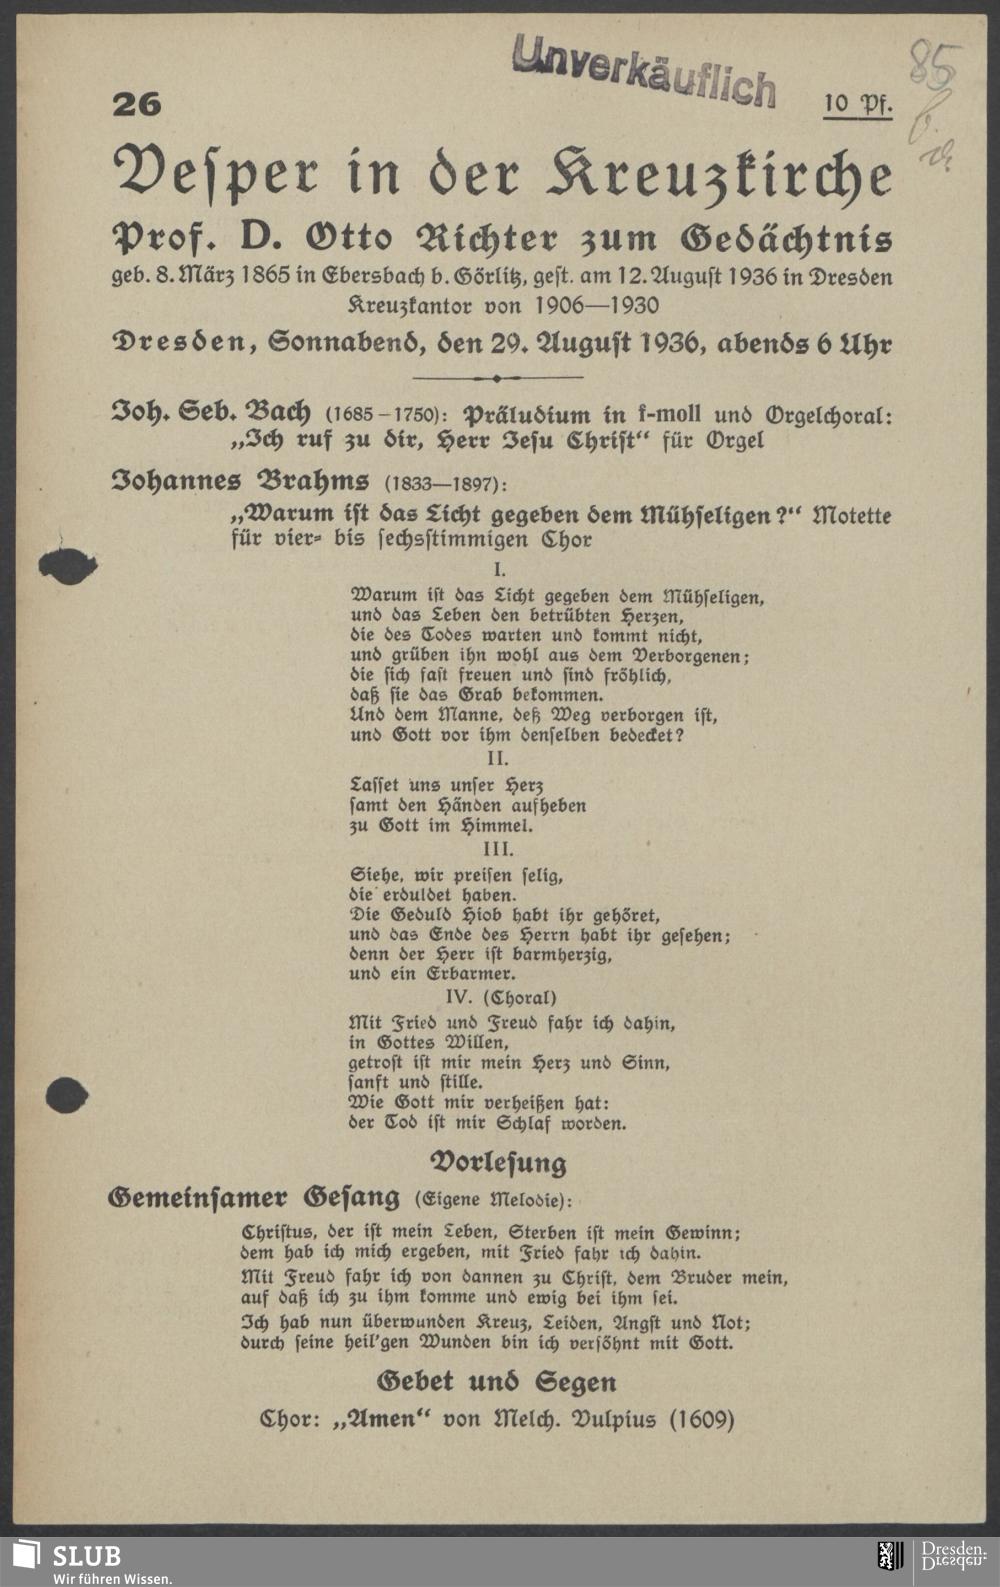 Unverkäuflich
85
26
10 Pf.
Vesper in der Kreuzkirche
Prof. D. Otto Richter zum Gedächtnis
geb. 8. März 1865 in Ebersbach b. Görlitz, gest. am 12. August 1936 in Dresden
Kreuzkantor von 1906—1930
Dresden, Sonnabend, den 29. August 1936, abends 6 Uhr
Joh. Seb. Bach (1685–1750): Präludium in f-moll und Orgelchoral:
„Ich ruf zu dir, Herr Jesu Christ“ für Orgel
Johannes Brahms (1833—1897):
„Warum ist das Licht gegeben dem Mühseligen?“ Motette
für vier- bis sechsstimmigen Chor
I.
Warum ist das Licht gegeben dem Mühseligen,
und das Leben den betrübten Herzen,
die des Todes warten und kommt nicht,
und grüben ihn wohl aus dem Verborgenen;
die sich fast freuen und sind fröhlich,
daß sie das Grab bekommen.
Und dem Manne, deß Weg verborgen ist,
und Gott vor ihm denselben bedecket?
II.
Lasset uns unser Herz
samt den Händen aufheben
zu Gott im Himmel.
III.
Siehe, wir preisen selig,
die erduldet haben.
Die Geduld Hiob habt ihr gehöret,
und das Ende des Herrn habt ihr gesehen;
denn der Herr ist barmherzig,
und ein Erbarmer.
IV. (Choral)
Mit Fried und Freud fahr ich dahin,
in Gottes Willen,
getrost ist mir mein Herz und Sinn,
sanft und stille.
Wie Gott mir verheißen hat:
der Tod ist mir Schlaf worden.
Vorlesung
Gemeinsamer Gesang (Eigene Melodie):
Christus, der ist mein Leben, Sterben ist mein Gewinn;
dem hab ich mich ergeben, mit Fried fahr ich dahin.
Mit Freud fahr ich von dannen zu Christ, dem Bruder mein,
auf daß ich zu ihm komme und ewig bei ihm sei.
Ich hab nun überwunden Kreuz, Leiden, Angst und Not;
durch seine heil'gen Wunden bin ich versöhnt mit Gott.
Gebet und Segen
Chor: „Amen“ von Melch. Vulpius (1609)
SLUB
Wir führen Wissen.
Dresden.
Dresden.